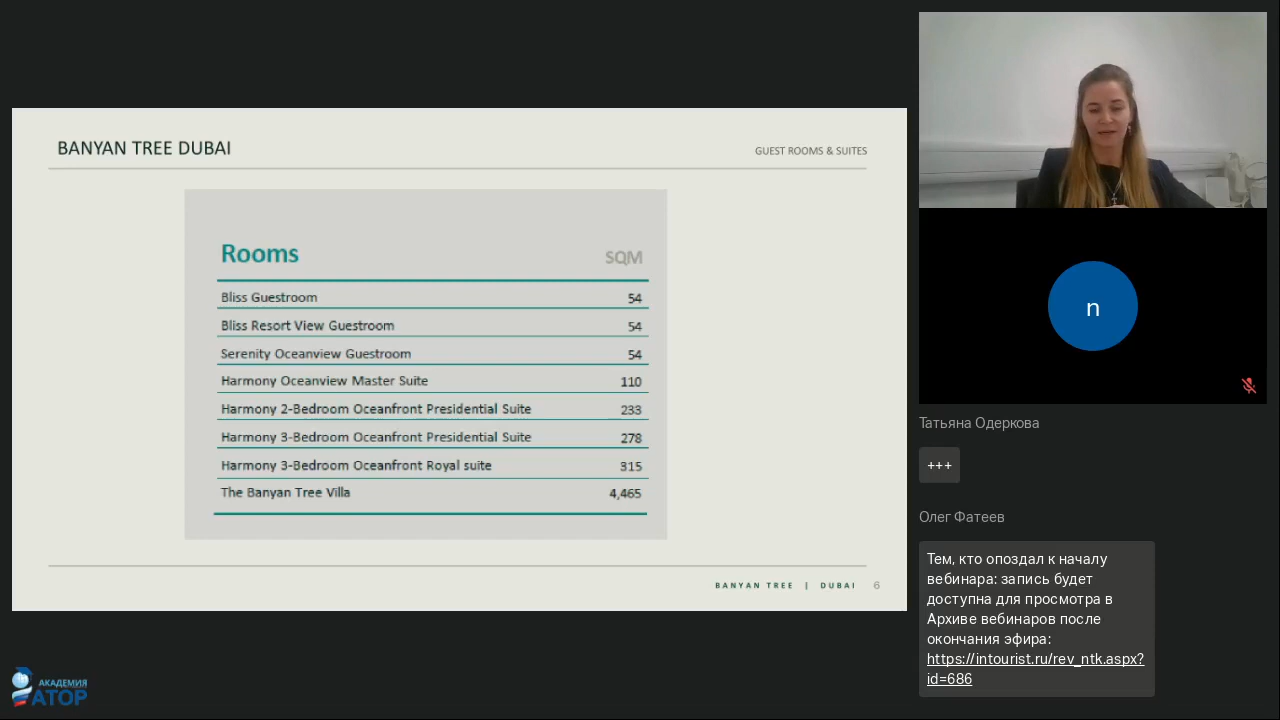 BANYAN TREE DUBAI
GUEST ROOMS & SUITES
Rooms SQM
Bliss Guestroom 54
Bliss Resort View Guestroom 54
Serenity Oceanview Guestroom 54
Harmony Oceanview Master Suite 110
Harmony 2-Bedroom Oceanfront Presidential Suite 233
Harmony 3-Bedroom Oceanfront Presidential Suite 278
Harmony 3-Bedroom Oceanfront Royal suite 315
The Banyan Tree Villa 4,465
BANYAN TREE | DUBAI 6
АКАДЕМИЯ
АТОР
n
Татьяна Одеркова
+++
Олег Фатеев
Тем, кто опоздал к началу
вебинара: запись будет
доступна для просмотра в
Архиве вебинаров после
окончания эфира:
https://intourist.ru/rev_ntk.aspx?
id=686